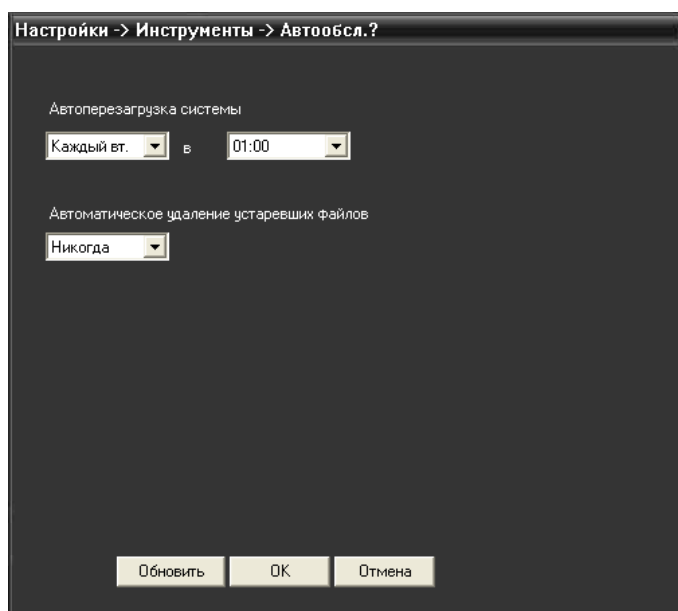 Настройки -> Инструменты -> Автообсл.?
Автоперезагрузка системы
Каждый вт. в 01:00
Автоматическое удаление устаревших файлов
Никогда
Обновить OK Отмена